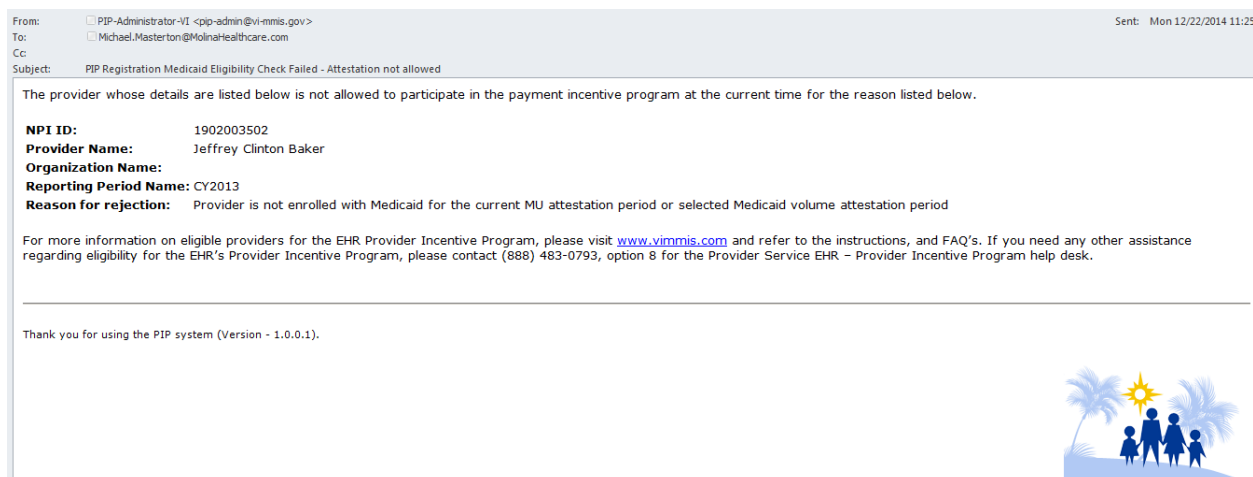 From: PIP-Administrator-VI <pip-admin@vi-mmis.gov> Sent: Mon 12/22/2014 11:25
To: Michael.Masterton@MolinaHealthcare.com
Cc:
Subject: PIP Registration Medicaid Eligibility Check Failed - Attestation not allowed
The provider whose details are listed below is not allowed to participate in the payment incentive program at the current time for the reason listed below.
NPI ID: 1902003502
Provider Name: Jeffrey Clinton Baker
Organization Name:
Reporting Period Name: CY2013
Reason for rejection: Provider is not enrolled with Medicaid for the current MU attestation period or selected Medicaid volume attestation period
For more information on eligible providers for the EHR Provider Incentive Program, please visit www.vimmis.com and refer to the instructions, and FAQ's. If you need any other assistance
regarding eligibility for the EHR's Provider Incentive Program, please contact (888) 483-0793, option 8 for the Provider Service EHR – Provider Incentive Program help desk.
Thank you for using the PIP system (Version - 1.0.0.1).